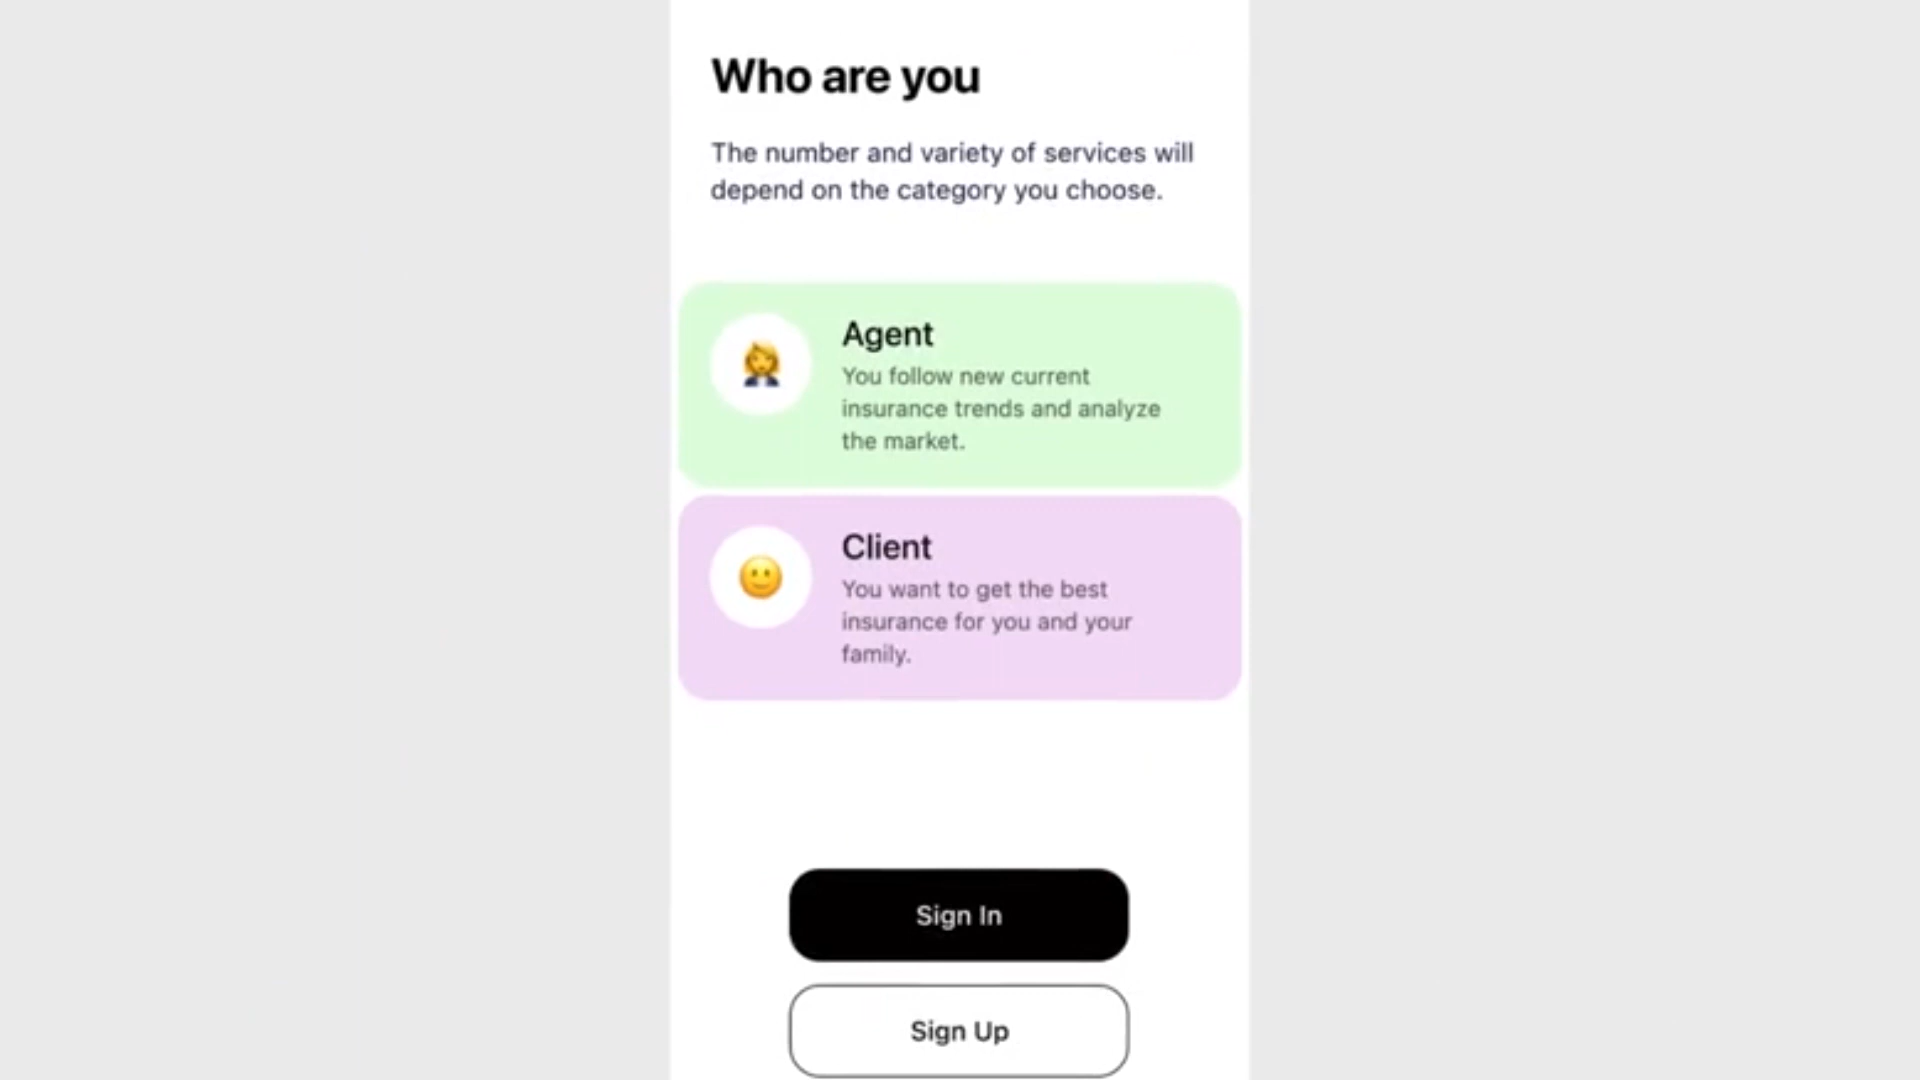 Who are you
The number and variety of services will
depend on the category you choose.
Agent
You follow new current
insurance trends and analyze
the market.
Client
You want to get the best
insurance for you and your
family.
Sign In
Sign Up